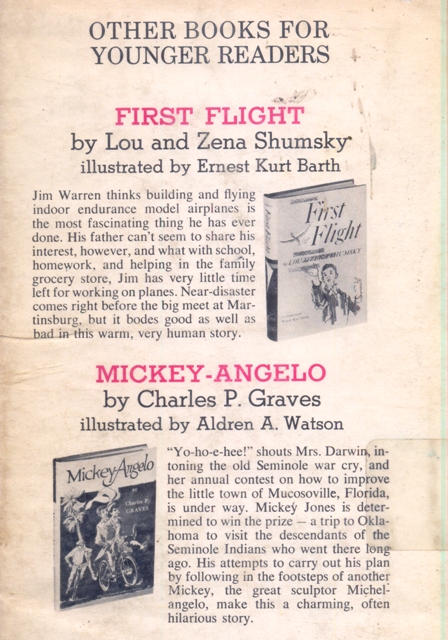 OTHER BOOKS FOR
YOUNGER READERS
FIRST FLIGHT
by Lou and Zena Shumsky
illustrated by Ernest Kurt Barth
Jim Warren thinks building and flying
indoor endurance model airplanes is
the most fascinating thing he has ever
done. His father can't seem to share his
interest, however, and what with school,
homework, and helping in the family
grocery store, Jim has very little time
left for working on planes. Near-disaster
comes right before the big meet at Mar-
tinsburg, but it bodes good as well as
bad in this warm, very human story.
First
Flight
MICKEY-ANGELO
by Charles P. Graves
illustrated by Aldren A. Watson
Mickey-Angelo
BY
Charles P.
GRAVES
"Yo-ho-e-hee!" shouts Mrs. Darwin, in-
toning the old Seminole war cry, and
her annual contest on how to improve
the little town of Mucosoville, Florida,
is under way. Mickey Jones is deter-
mined to win the prize — a trip to Okla-
homa to visit the descendants of the
Seminole Indians who went there long
ago. His attempts to carry out his plan
by following in the footsteps of another
Mickey, the great sculptor Michel-
angelo, make this a charming, often
hilarious story.